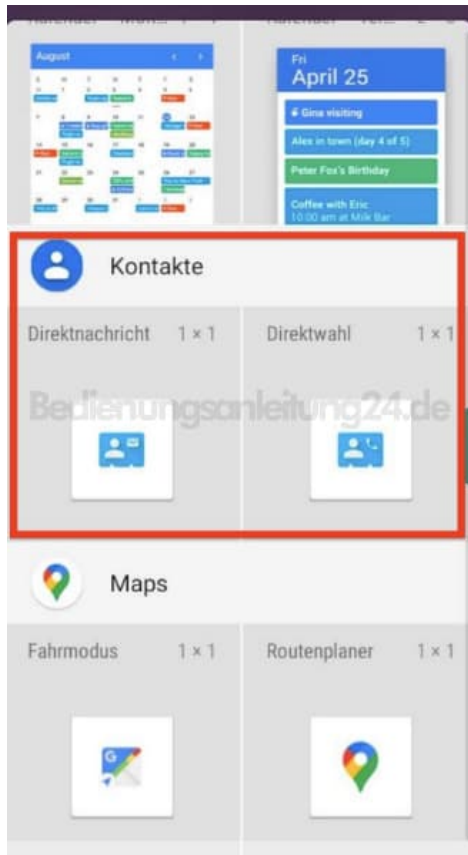 August
Fri
April 25
Gina visiting
Alex in town (day 4 of 5)
Peter Fox's Birthday
Coffee with Eric
10:00 am at Milk Bar
Kontakte
Direktnachricht 1 × 1
Direktwahl 1 × 1
Bedienungsanleitung24.de
Maps
Fahrmodus 1 × 1
Routenplaner 1 × 1
G